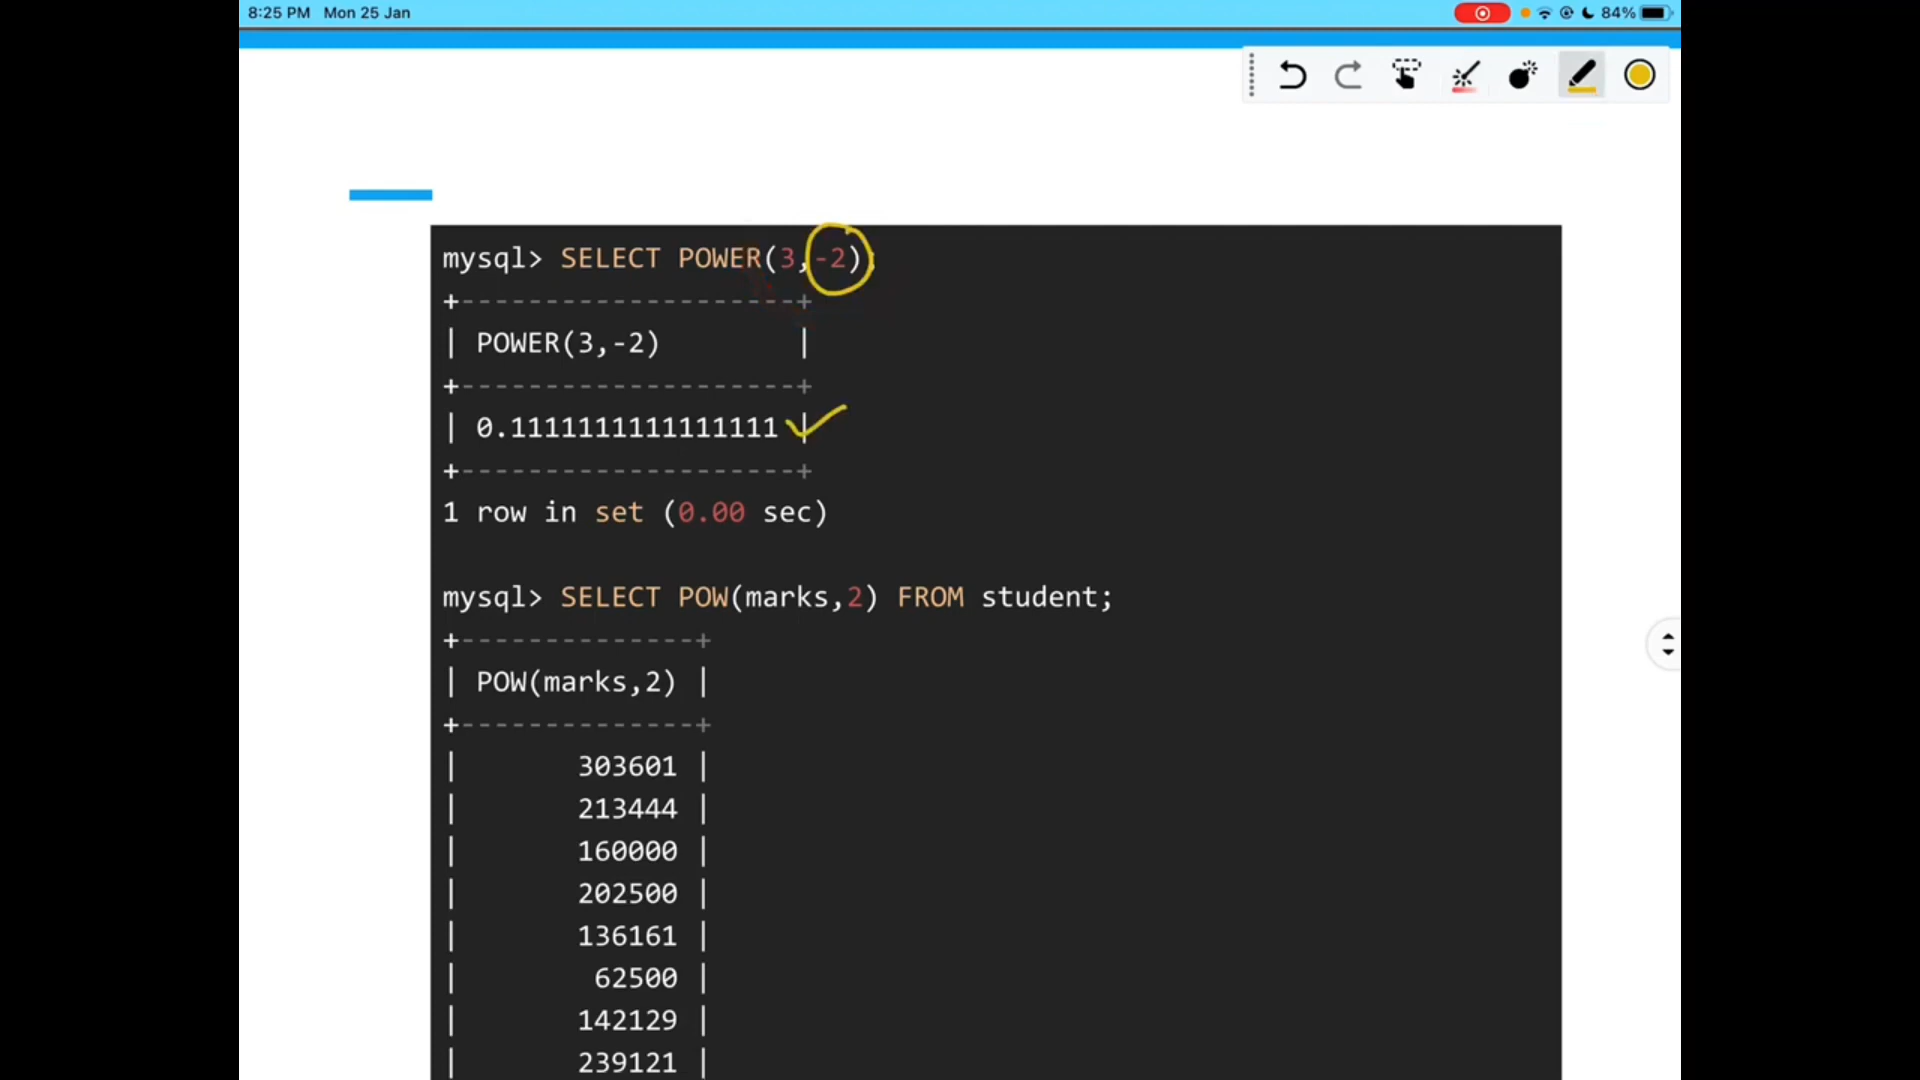 8:25 PM Mon 25 Jan 84%
mysql> SELECT POWER(3,-2);
+--------------------+
| POWER(3,-2)        |
+--------------------+
| 0.1111111111111111 |
+--------------------+
1 row in set (0.00 sec)
mysql> SELECT POW(marks,2) FROM student;
+--------------+
| POW(marks,2) |
+--------------+
|       303601 |
|       213444 |
|       160000 |
|       202500 |
|       136161 |
|        62500 |
|       142129 |
|       239121 |